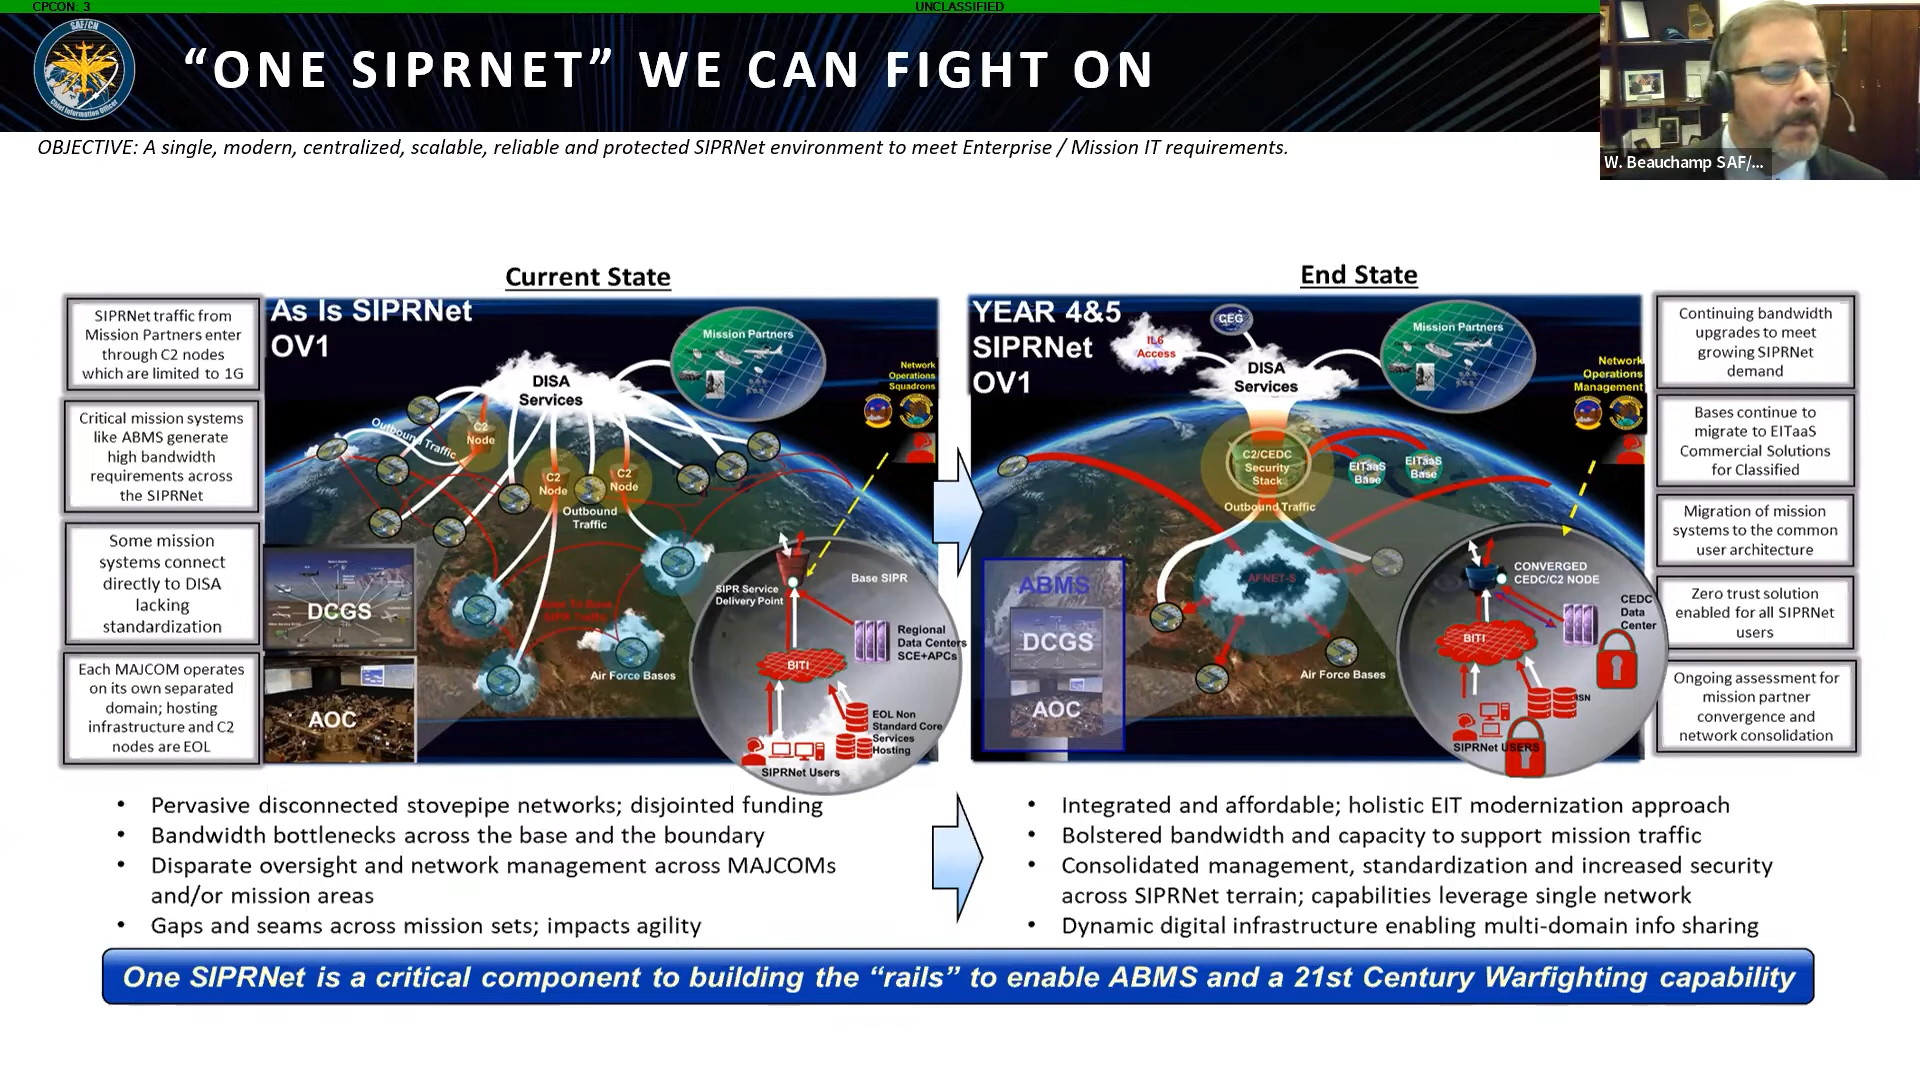 CPCON: 3
UNCLASSIFIED
SAF/CN
Chief Information Officer
“ONE SIPRNET” WE CAN FIGHT ON
W. Beauchamp SAF/...
OBJECTIVE: A single, modern, centralized, scalable, reliable and protected SIPRNet environment to meet Enterprise / Mission IT requirements.
Current State
SIPRNet traffic from
Mission Partners enter
through C2 nodes
which are limited to 1G
Critical mission systems
like ABMS generate
high bandwidth
requirements across
the SIPRNet
Some mission
systems connect
directly to DISA
lacking
standardization
Each MAJCOM operates
on its own separated
domain; hosting
infrastructure and C2
nodes are EOL
As Is SIPRNet
OV1
DISA
Services
Mission Partners
Network
Operations
Squadrons
Outbound Traffic
C2
Node
C2
Node
C2
Node
Outbound
Traffic
DCGS
AOC
Air Force Bases
SIPR Service
Delivery Point
Base SIPR
Regional
Data Centers
SCE+APCs
BITI
EOL Non
Standard Core
Services
Hosting
SIPRNet Users
End State
YEAR 4&5
SIPRNet
OV1
IL6
Access
CEG
DISA
Services
Mission Partners
Network
Operations
Management
C2/CEDC
Security
Stack
Outbound Traffic
EITaaS
Base
EITaaS
Base
AFNET-S
ABMS
DCGS
AOC
Air Force Bases
CONVERGED
CEDC/C2 NODE
CEDC
Data
Center
BITI
SIPRNet USERS
Continuing bandwidth
upgrades to meet
growing SIPRNet
demand
Bases continue to
migrate to EITaaS
Commercial Solutions
for Classified
Migration of mission
systems to the common
user architecture
Zero trust solution
enabled for all SIPRNet
users
Ongoing assessment for
mission partner
convergence and
network consolidation
• Pervasive disconnected stovepipe networks; disjointed funding
• Bandwidth bottlenecks across the base and the boundary
• Disparate oversight and network management across MAJCOMs
and/or mission areas
• Gaps and seams across mission sets; impacts agility
• Integrated and affordable; holistic EIT modernization approach
• Bolstered bandwidth and capacity to support mission traffic
• Consolidated management, standardization and increased security
across SIPRNet terrain; capabilities leverage single network
• Dynamic digital infrastructure enabling multi-domain info sharing
One SIPRNet is a critical component to building the “rails” to enable ABMS and a 21st Century Warfighting capability